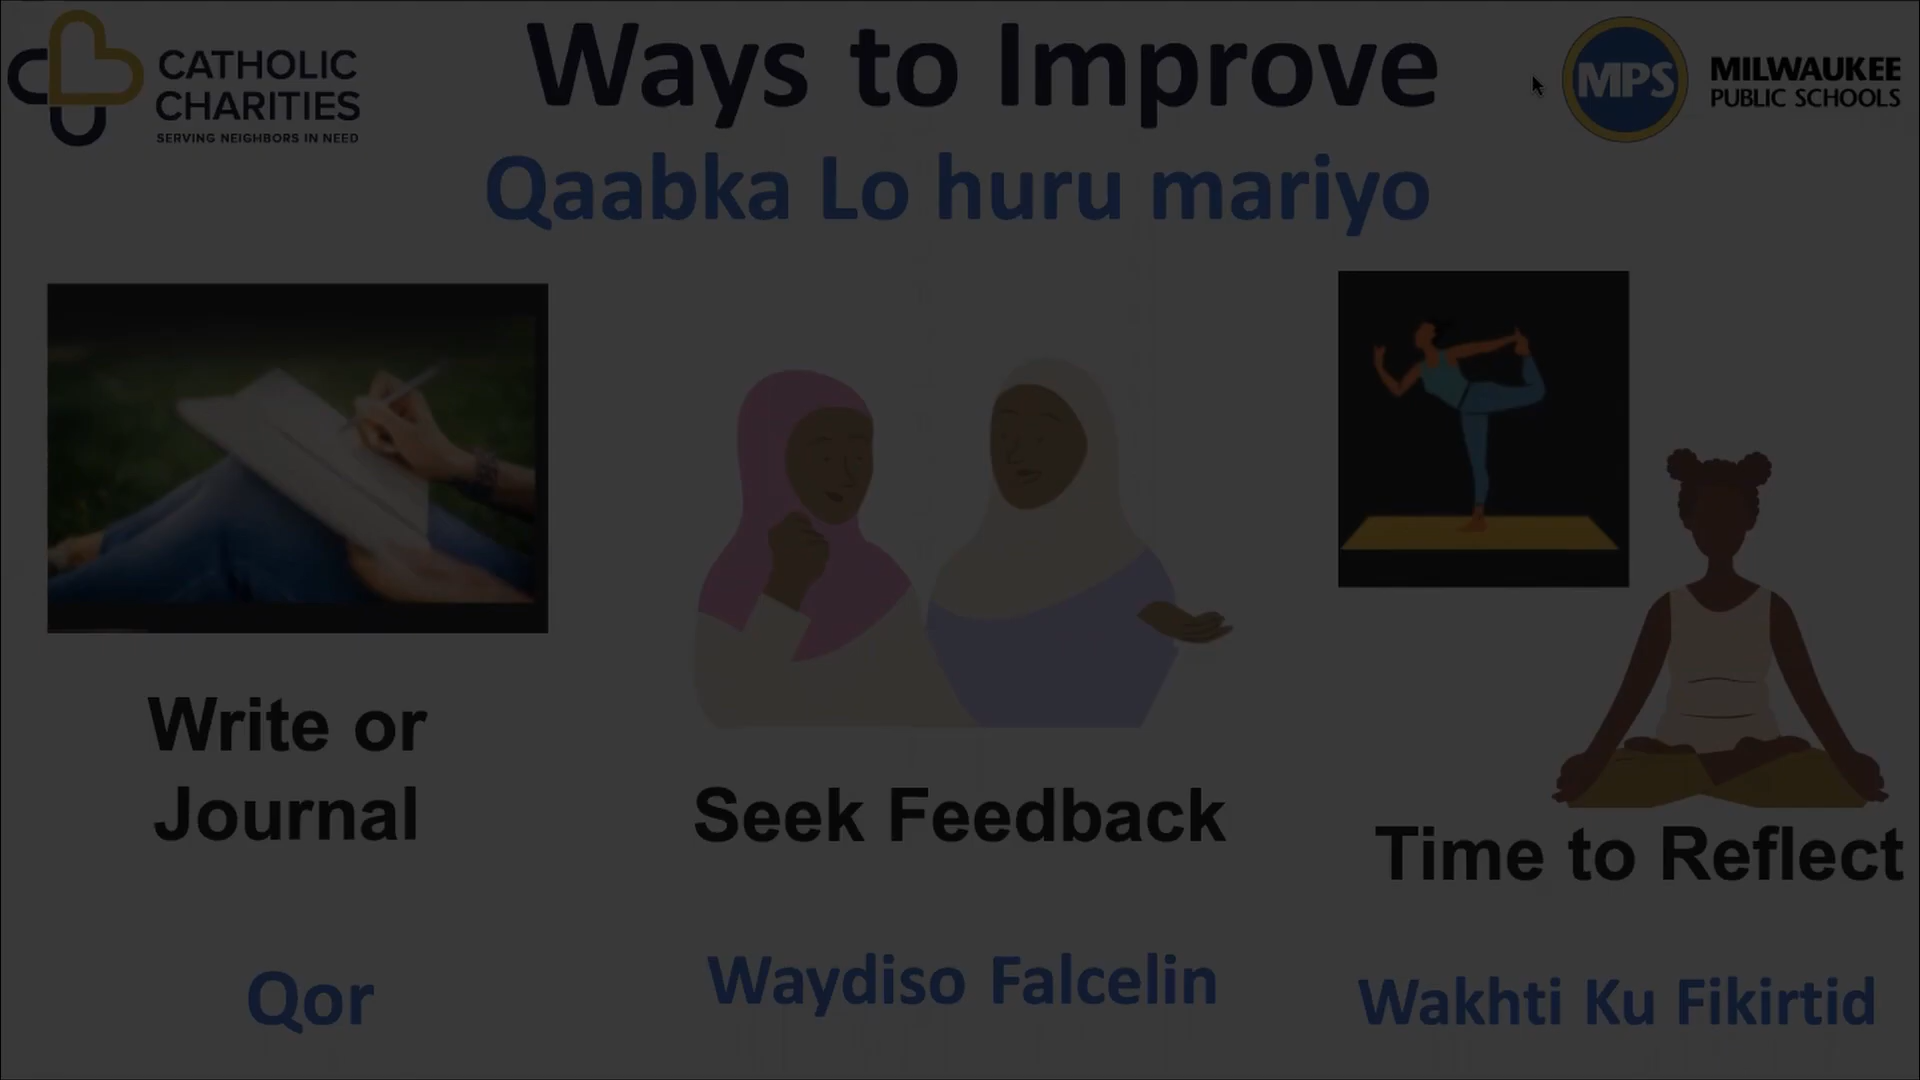 CATHOLIC
CHARITIES
SERVING NEIGHBORS IN NEED
Ways to Improve
MPS
MILWAUKEE
PUBLIC SCHOOLS
Qaabka Lo huru mariyo
Write or
Journal
Seek Feedback
Time to Reflect
Qor
Waydiso Falcelin
Wakhti Ku Fikirtid